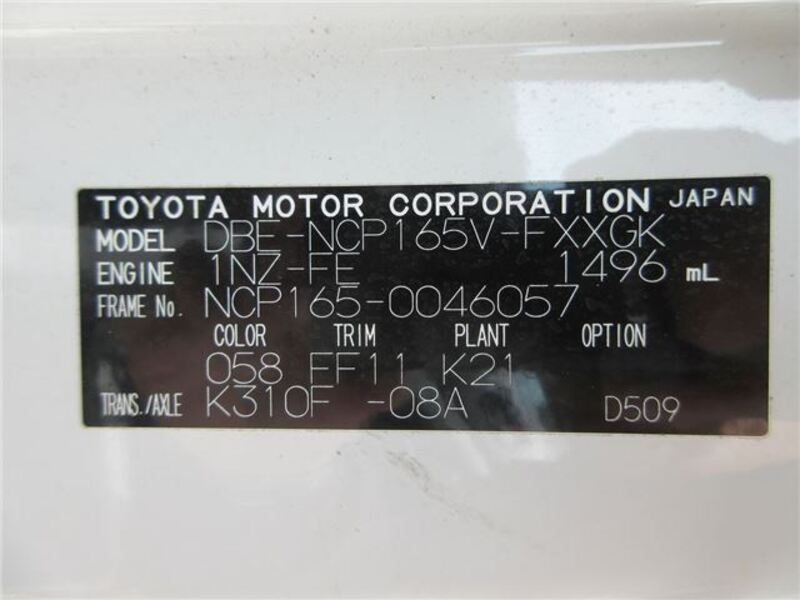 TOYOTA MOTOR CORPORATION JAPAN
MODEL DBE-NCP165V-FXXGK
ENGINE 1NZ-FE 1496 mL
FRAME No. NCP165-0046057
COLOR TRIM PLANT OPTION
058 FF11 K21
TRANS./AXLE K310F -08A D509